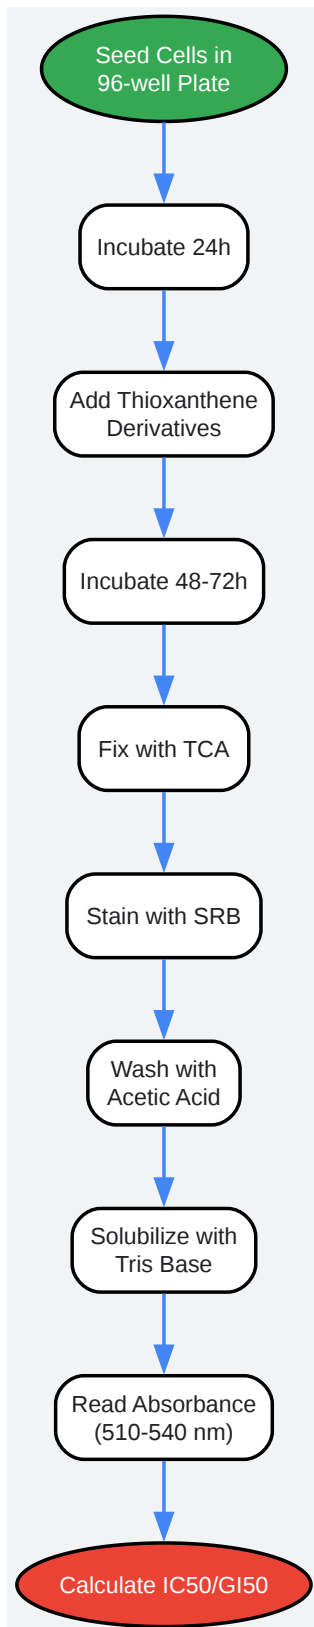 Seed Cells in
96-well Plate
Incubate 24h
Add Thioxanthene
Derivatives
Incubate 48-72h
Fix with TCA
Stain with SRB
Wash with
Acetic Acid
Solubilize with
Tris Base
Read Absorbance
(510-540 nm)
Calculate IC50/GI50